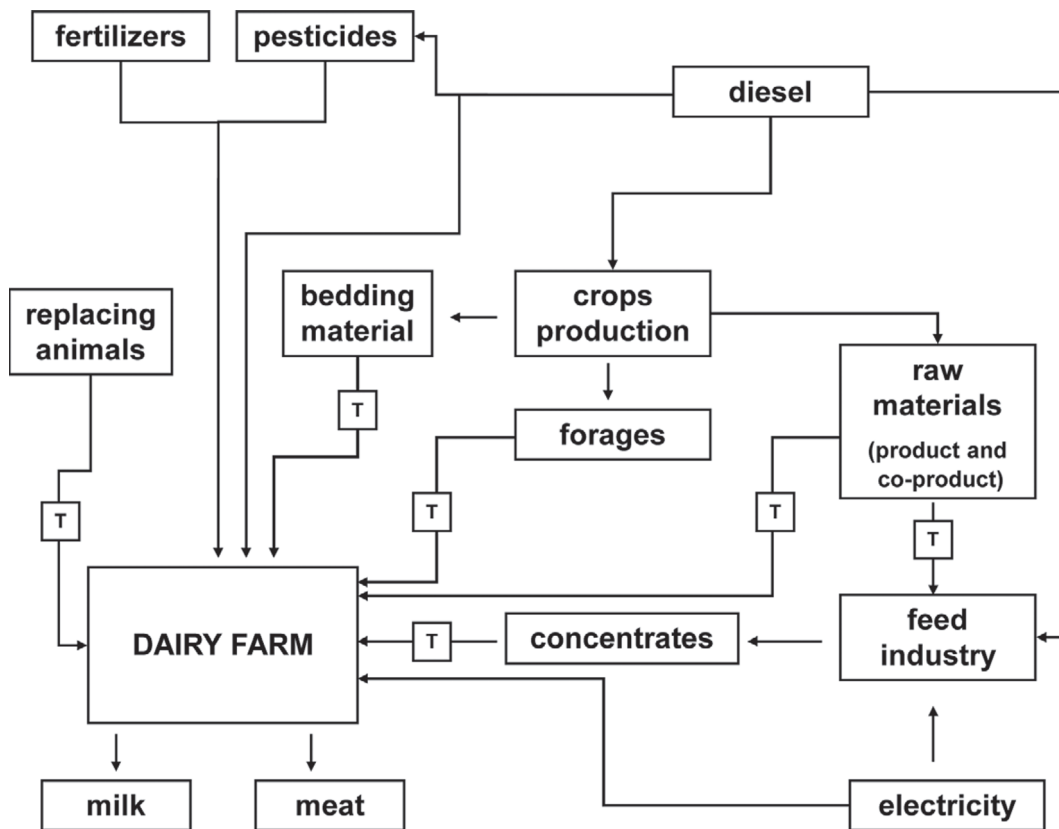 fertilizers
pesticides
diesel
replacing
animals
bedding
material
crops
production
raw
materials
(product and
co-product)
T
forages
T
T
T
T
DAIRY FARM
T
concentrates
feed
industry
milk
meat
electricity